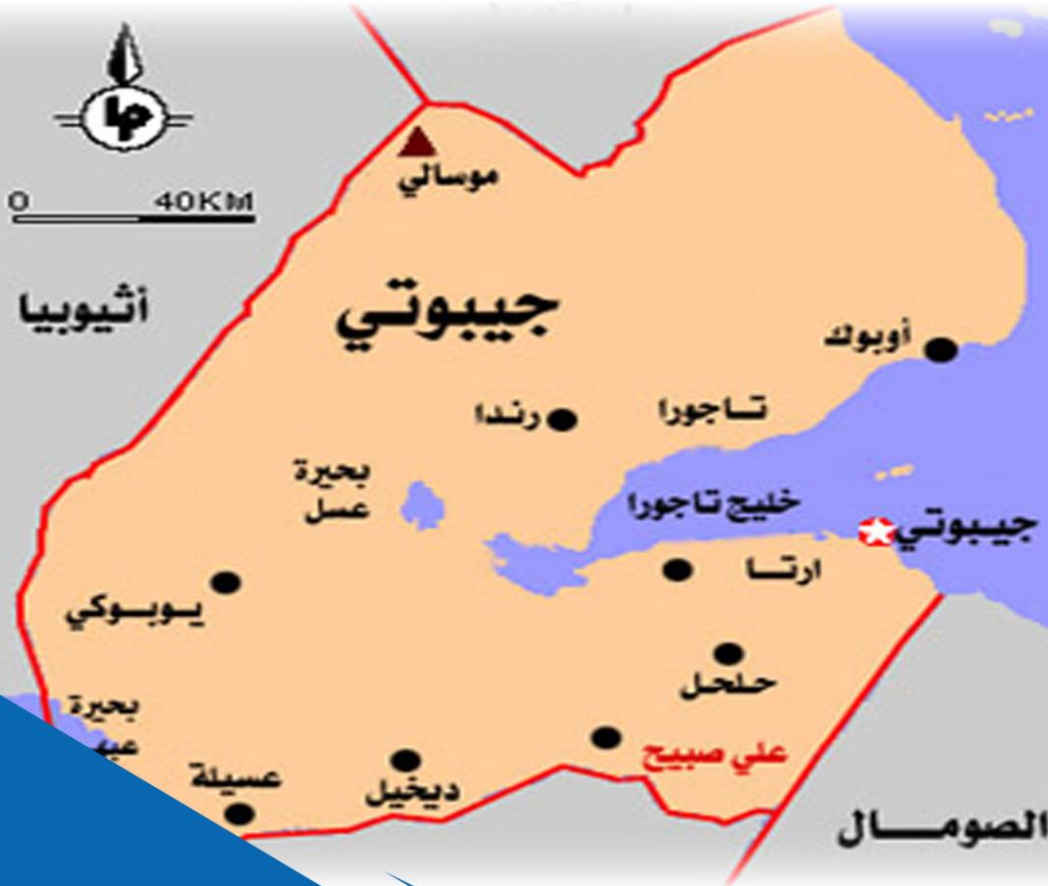 0 40KM
موسالي
أثيوبيا
جيبوتي
أوبوك
رندا
تاجورا
بحيرة
عسل
خليج تاجورا
جيبوتي
ارتا
يوبوكي
حلحل
بحيرة
علي صبيح
عسيلة
ديخيل
الصومال